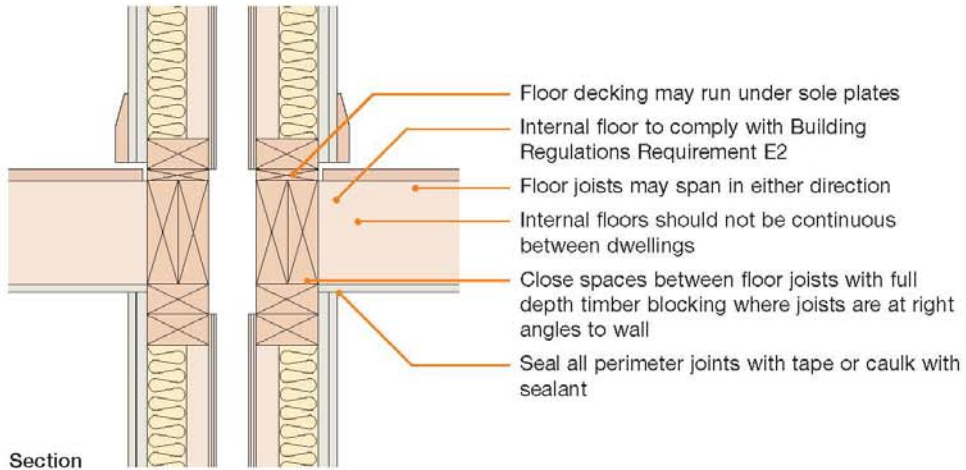 Floor decking may run under sole plates
Internal floor to comply with Building
Regulations Requirement E2
Floor joists may span in either direction
Internal floors should not be continuous
between dwellings
Close spaces between floor joists with full
depth timber blocking where joists are at right
angles to wall
Seal all perimeter joints with tape or caulk with
sealant
Section